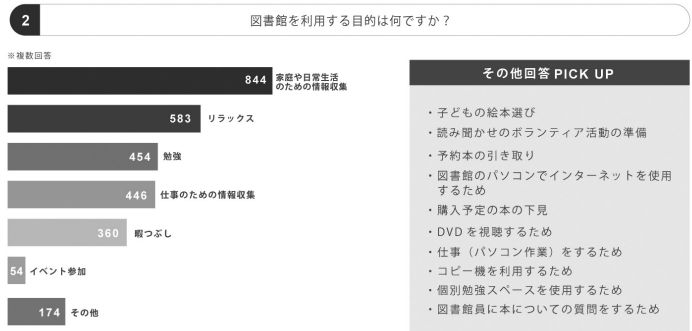 2
図書館を利用する目的は何ですか？
※複数回答
844 家庭や日常生活
のための情報収集
583 リラックス
454 勉強
446 仕事のための情報収集
360 暇つぶし
54 イベント参加
174 その他
その他回答 PICK UP
・子どもの絵本選び
・読み聞かせのボランティア活動の準備
・予約本の引き取り
・図書館のパソコンでインターネットを使用
するため
・購入予定の本の下見
・DVDを視聴するため
・仕事（パソコン作業）をするため
・コピー機を利用するため
・個別勉強スペースを使用するため
・図書館員に本についての質問をするため